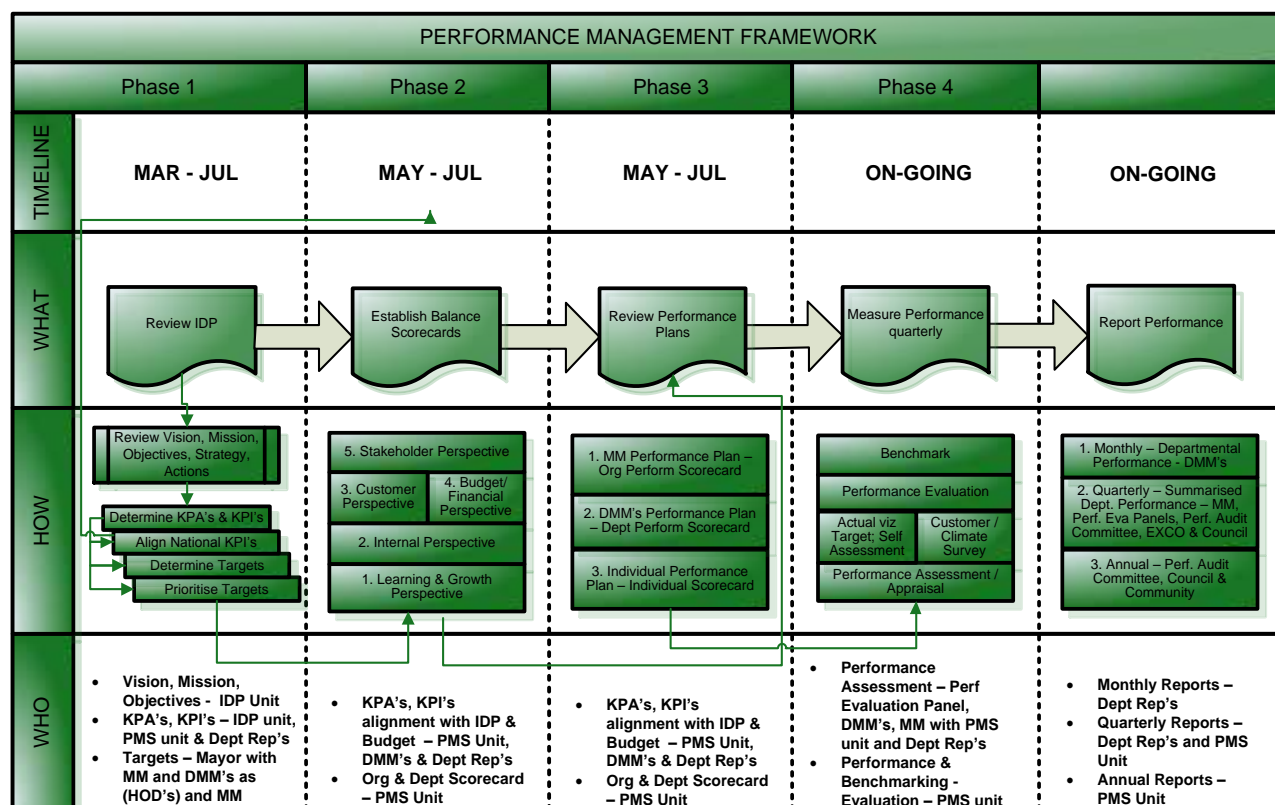 PERFORMANCE MANAGEMENT FRAMEWORK
Phase 1
Phase 2
Phase 3
Phase 4
TIMELINE
MAR - JUL
MAY - JUL
MAY - JUL
ON-GOING
ON-GOING
WHAT
Review IDP
Establish Balance
Scorecards
Review Performance
Plans
Measure Performance
quarterly
Report Performance
HOW
Review Vision, Mission,
Objectives, Strategy,
Actions
Determine KPA's & KPI's
Align National KPI's
Determine Targets
Prioritise Targets
5. Stakeholder Perspective
3. Customer
Perspective
4. Budget/
Financial
Perspective
2. Internal Perspective
1. Learning & Growth
Perspective
1. MM Performance Plan –
Org Perform Scorecard
2. DMM's Performance Plan
– Dept Perform Scorecard
3. Individual Performance
Plan – Individual Scorecard
Benchmark
Performance Evaluation
Actual viz
Target; Self
Assessment
Customer /
Climate
Survey
Performance Assessment /
Appraisal
1. Monthly – Departmental
Performance - DMM's
2. Quarterly – Summarised
Dept. Performance – MM,
Perf. Eva Panels, Perf. Audit
Committee, EXCO & Council
3. Annual – Perf. Audit
Committee, Council &
Community
WHO
• Vision, Mission,
Objectives - IDP Unit
• KPA's, KPI's – IDP unit,
PMS unit & Dept Rep's
• Targets – Mayor with
MM and DMM's as
(HOD's) and MM
• KPA's, KPI's
alignment with IDP &
Budget – PMS Unit,
DMM's & Dept Rep's
• Org & Dept Scorecard
– PMS Unit
• KPA's, KPI's
alignment with IDP &
Budget – PMS Unit,
DMM's & Dept Rep's
• Org & Dept Scorecard
– PMS Unit
• Performance
Assessment – Perf
Evaluation Panel,
DMM's, MM with PMS
unit and Dept Rep's
• Performance &
Benchmarking -
Evaluation – PMS unit
• Monthly Reports –
Dept Rep's
• Quarterly Reports –
Dept Rep's and PMS
Unit
• Annual Reports –
PMS Unit